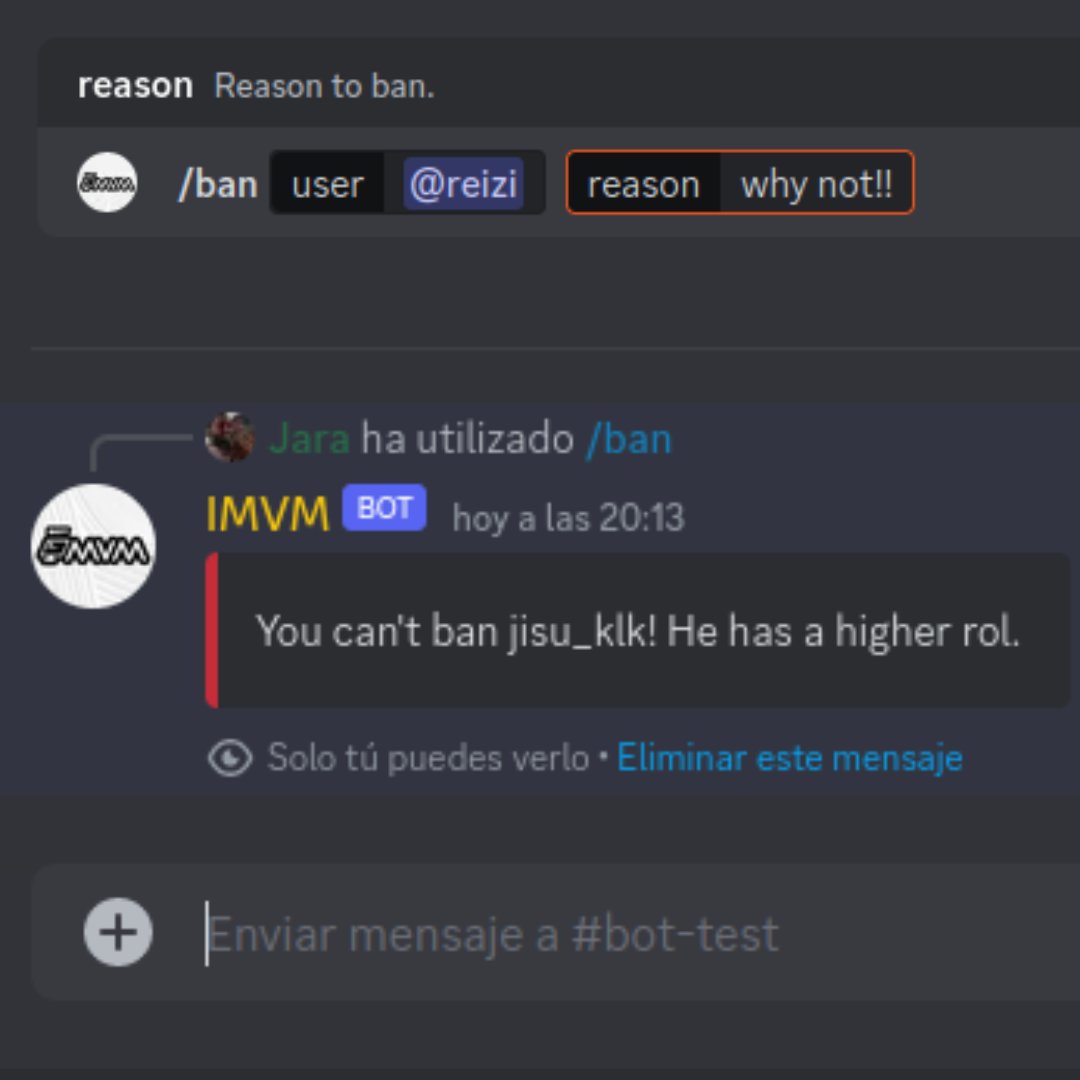 reason Reason to ban.
/ban user @reizi reason why not!!
Jara ha utilizado /ban
IMVM BOT hoy a las 20:13
IMVM
You can't ban jisu_klk! He has a higher rol.
Solo tú puedes verlo • Eliminar este mensaje
Enviar mensaje a #bot-test